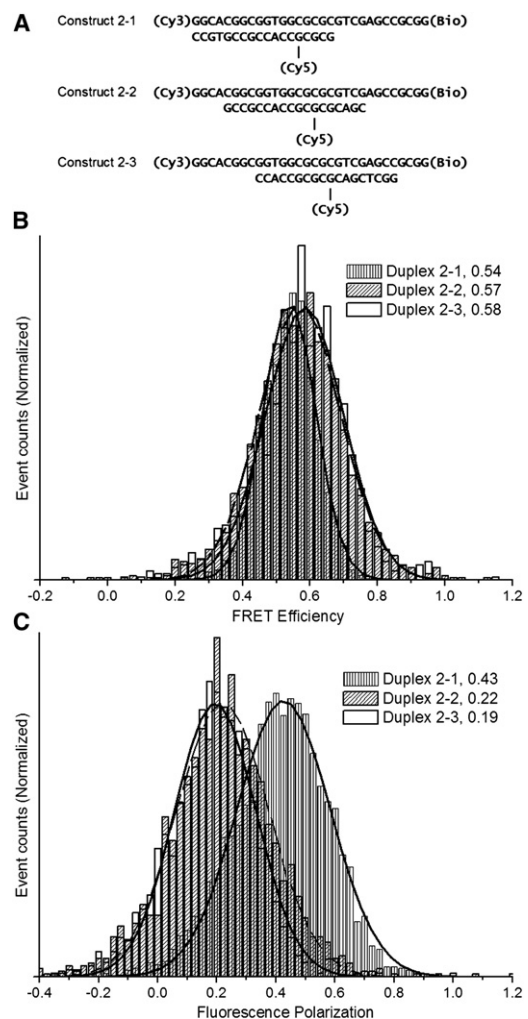 A
Construct 2-1 (Cy3)GGCACGGCGGTGGCGCGCGTCGAGCCGCGG(Bio)
CCGTGCCGCCACCGCGCG
(Cy5)
Construct 2-2 (Cy3)GGCACGGCGGTGGCGCGCGTCGAGCCGCGG(Bio)
GCCGCCACCGCGCGCAGC
(Cy5)
Construct 2-3 (Cy3)GGCACGGCGGTGGCGCGCGTCGAGCCGCGG(Bio)
CCACCGCGCGCAGCTCGG
(Cy5)
B
Duplex 2-1, 0.54
Duplex 2-2, 0.57
Duplex 2-3, 0.58
Event counts (Normalized)
0.0 0.2 0.4 0.6 0.8 1.0 1.2
FRET Efficiency
C
Duplex 2-1, 0.43
Duplex 2-2, 0.22
Duplex 2-3, 0.19
Event counts (Normalized)
-0.4 -0.2 0.0 0.2 0.4 0.6 0.8 1.0 1.2
Fluorescence Polarization